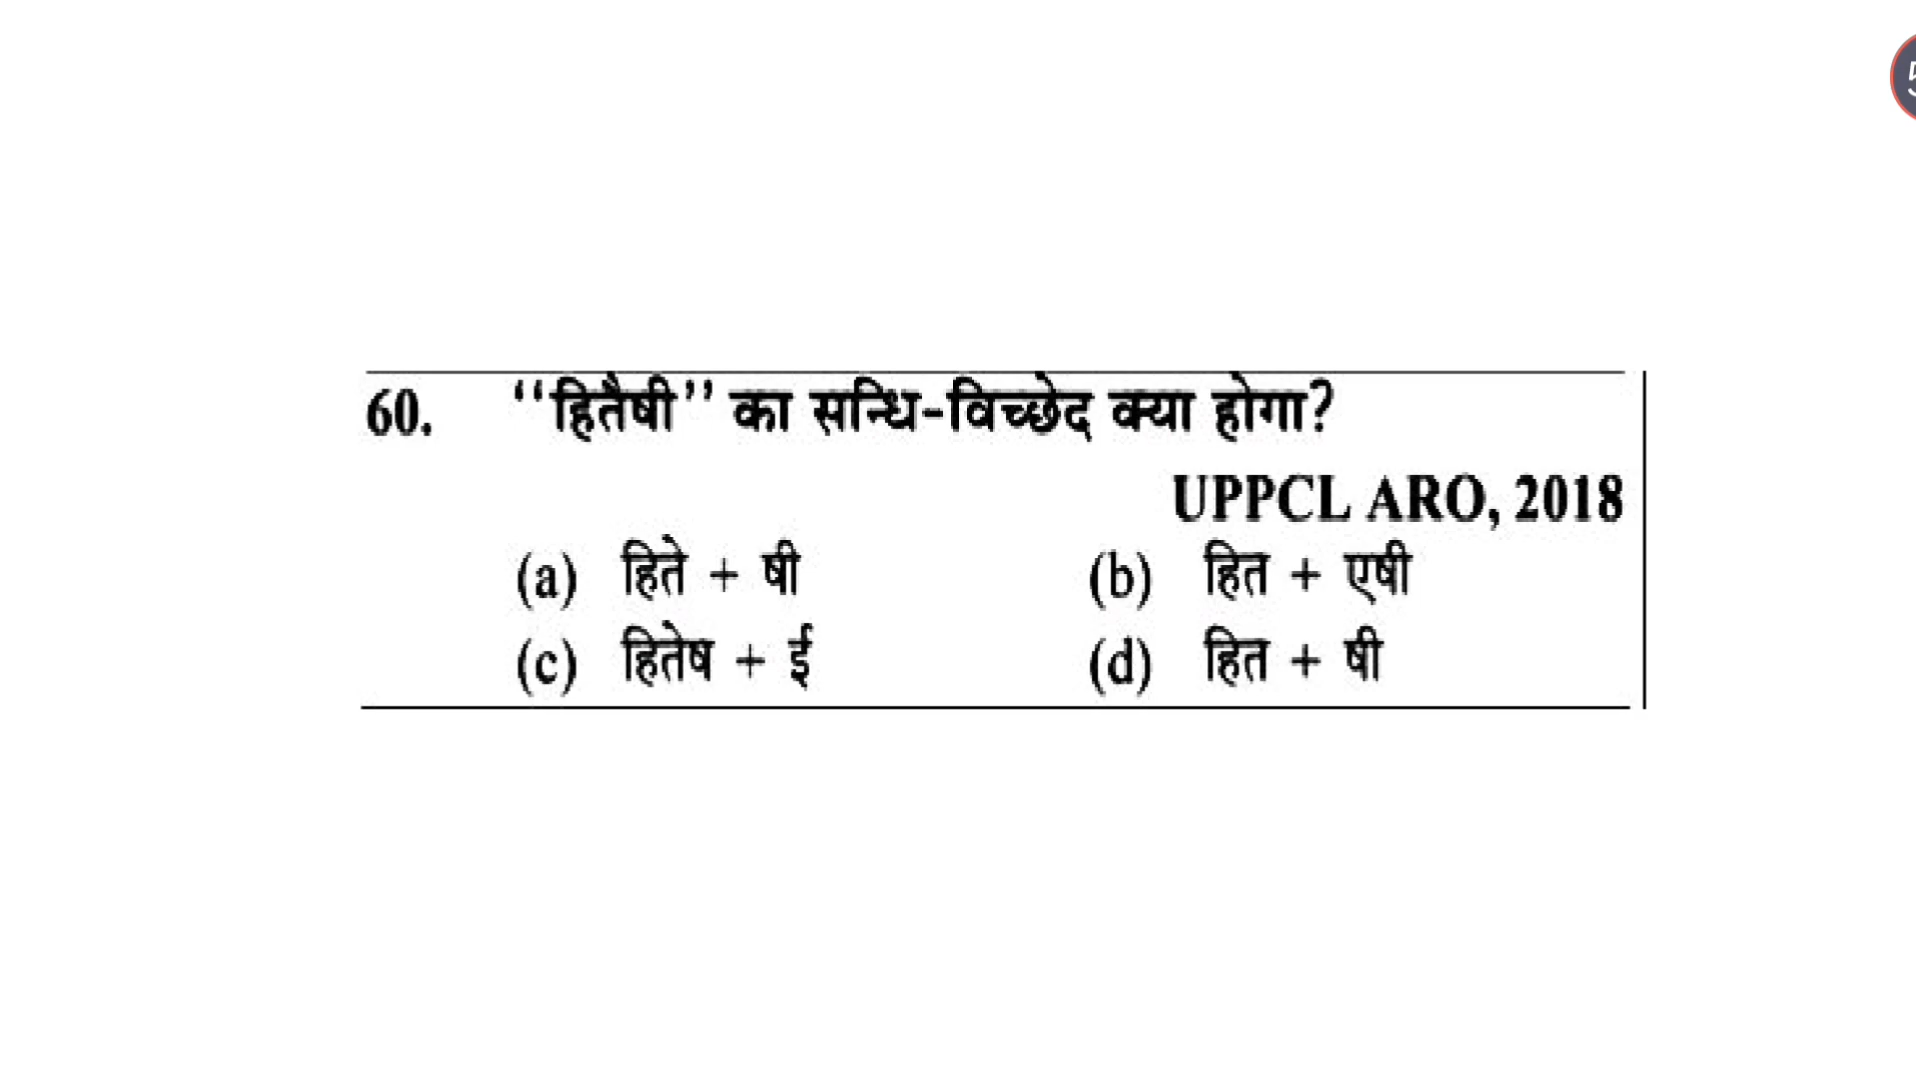 60. ‘‘हितैषी’’ का सन्धि-विच्छेद क्या होगा?
UPPCL ARO, 2018
(a) हिते + षी (b) हित + एषी
(c) हितेष + ई (d) हित + षी